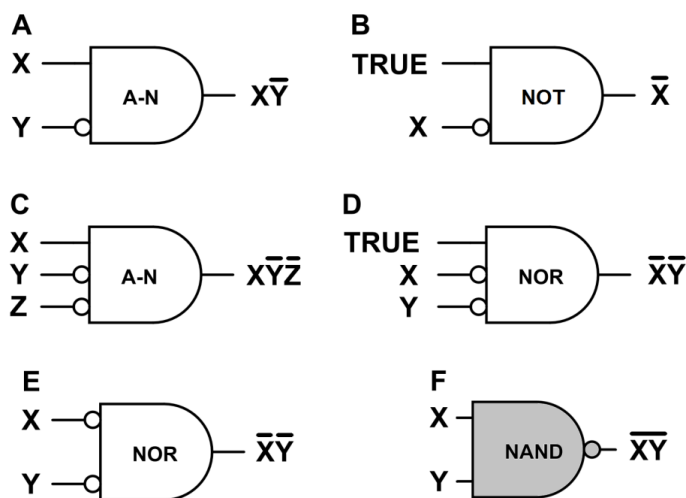 A
X
Y
A-N
XY̅
B
TRUE
X
NOT
X̅
C
X
Y
Z
A-N
XY̅Z̅
D
TRUE
X
Y
NOR
X̅Y̅
E
X
Y
NOR
X̅Y̅
F
X
Y
NAND
X̅Y̅